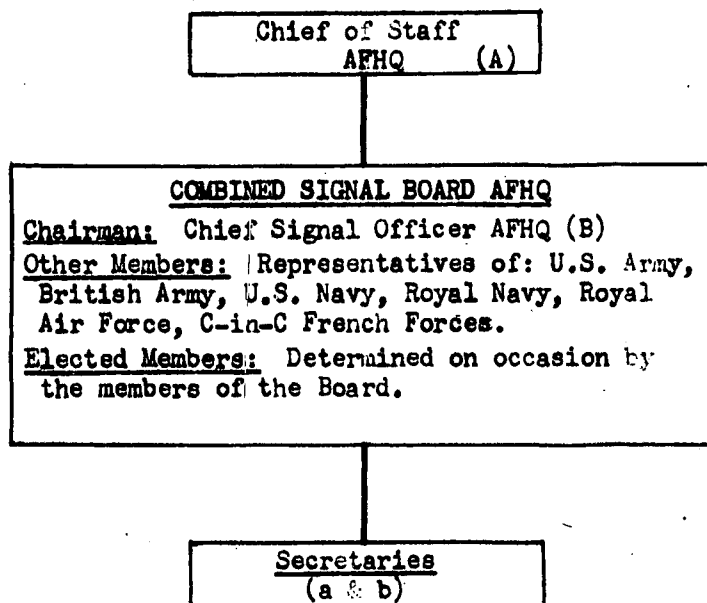 Chief of Staff
AFHQ (A)
COMBINED SIGNAL BOARD AFHQ
Chairman: Chief Signal Officer AFHQ (B)
Other Members: Representatives of: U.S. Army,
British Army, U.S. Navy, Royal Navy, Royal
Air Force, C-in-C French Forces.
Elected Members: Determined on occasion by
the members of the Board.
Secretaries
(a & b)